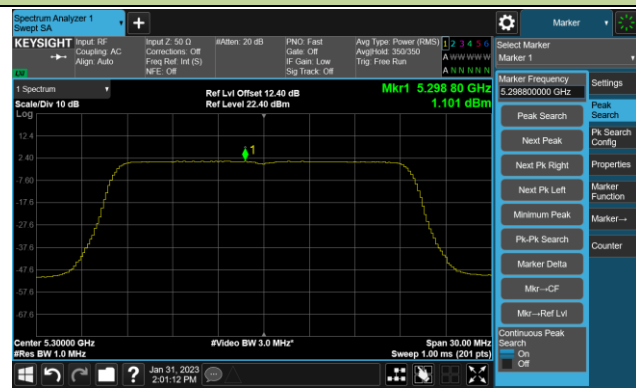 Spectrum Analyzer 1
Swept SA
Marker
KEYSIGHT
Input: RF
Coupling: AC
Align: Auto
Input Z: 50 Ω
Corrections: Off
Freq Ref: Int (S)
NFE: Off
#Atten: 20 dB
PNO: Fast
Gate: Off
IF Gain: Low
Sig Track: Off
Avg Type: Power (RMS)
Avg|Hold: 350/350
Trig: Free Run
1 2 3 4 5 6
A W W W W W
A N N N N N
Select Marker
Marker 1
LW
1 Spectrum
Scale/Div 10 dB
Log
Ref Lvl Offset 12.40 dB
Ref Level 22.40 dBm
Mkr1 5.298 80 GHz
1.101 dBm
1
12.4
2.40
-7.60
-17.6
-27.6
-37.6
-47.6
-57.6
-67.6
Center 5.30000 GHz
#Res BW 1.0 MHz
#Video BW 3.0 MHz*
Span 30.00 MHz
Sweep 1.00 ms (201 pts)
Marker Frequency
5.298800000 GHz
Peak Search
Next Peak
Next Pk Right
Next Pk Left
Minimum Peak
Pk-Pk Search
Marker Delta
Mkr→CF
Mkr→Ref Lvl
Continuous Peak
Search
On
Off
Settings
Peak
Search
Pk Search
Config
Properties
Marker
Function
Marker→
Counter
?
Jan 31, 2023
2:01:12 PM